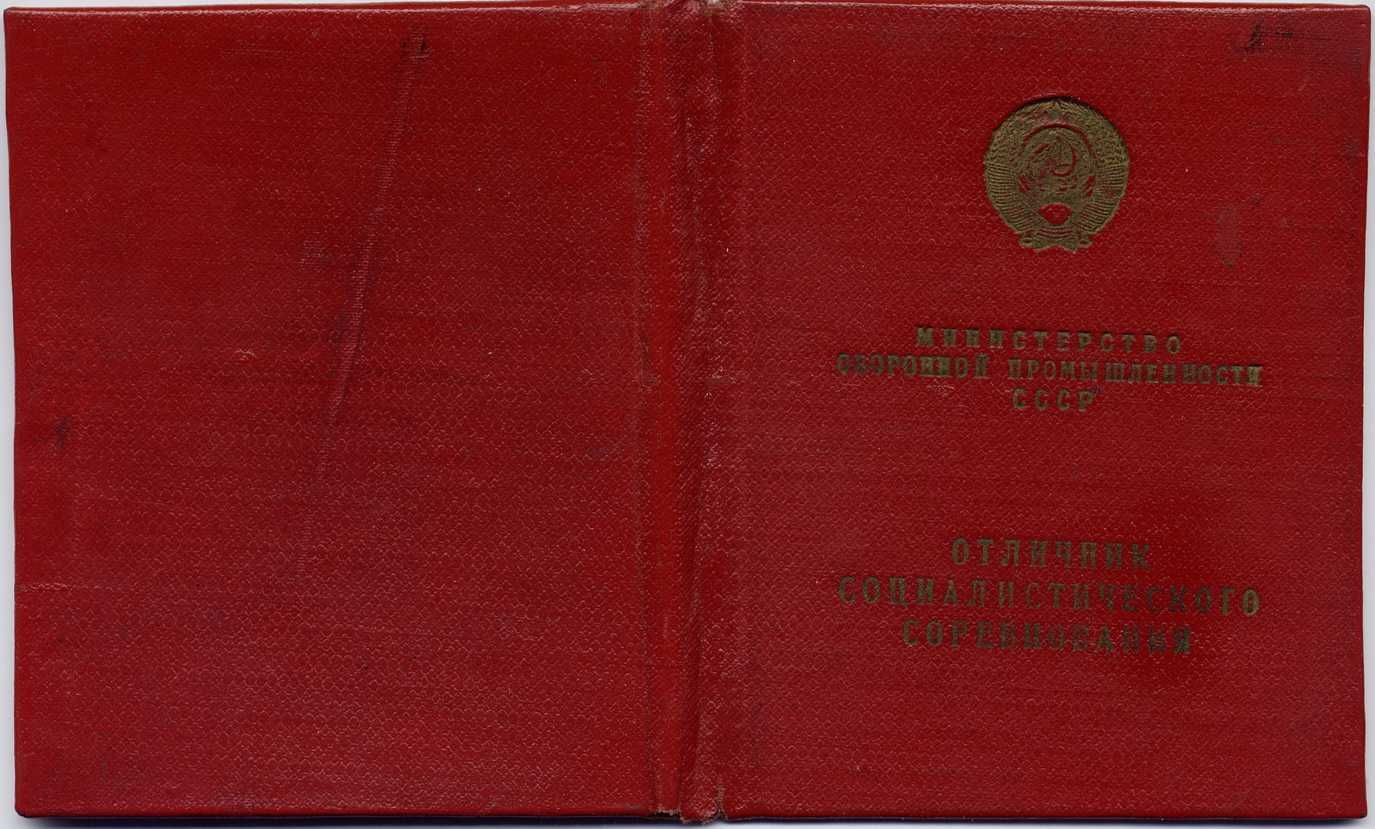 МИНИСТЕРСТВО
ОБОРОННОЙ ПРОМЫШЛЕННОСТИ
СССР
ОТЛИЧНИК
СОЦИАЛИСТИЧЕСКОГО
СОРЕВНОВАНИЯ